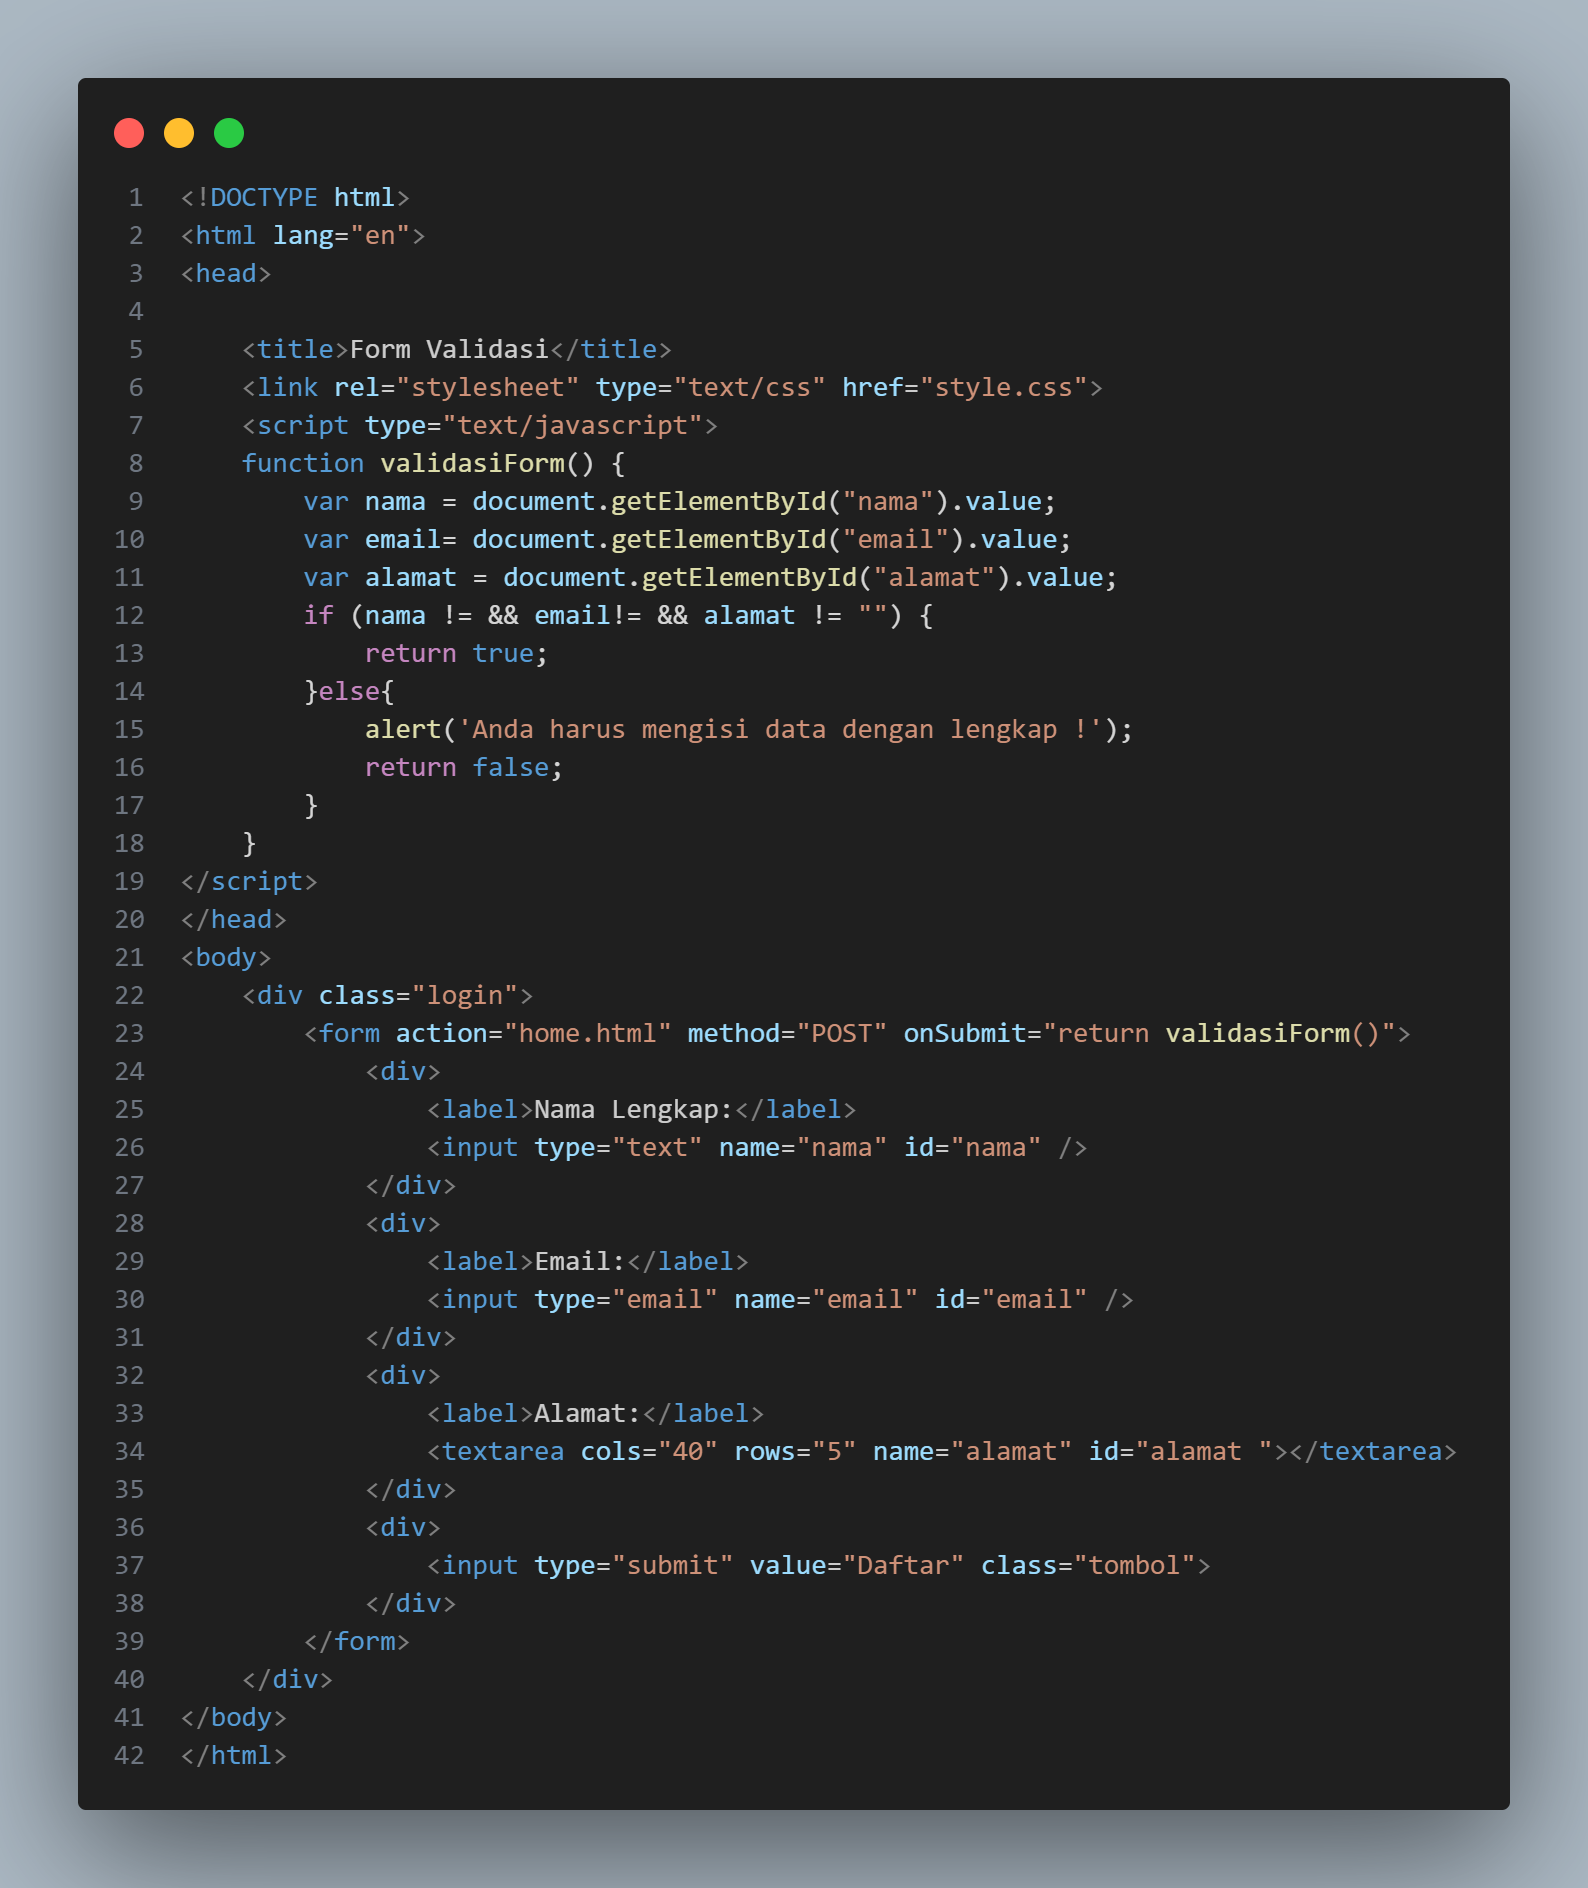 1 <!DOCTYPE html>
2 <html lang="en">
3 <head>
4
5     <title>Form Validasi</title>
6     <link rel="stylesheet" type="text/css" href="style.css">
7     <script type="text/javascript">
8     function validasiForm() {
9         var nama = document.getElementById("nama").value;
10         var email= document.getElementById("email").value;
11         var alamat = document.getElementById("alamat").value;
12         if (nama != && email!= && alamat != "") {
13             return true;
14         }else{
15             alert('Anda harus mengisi data dengan lengkap !');
16             return false;
17         }
18     }
19 </script>
20 </head>
21 <body>
22     <div class="login">
23         <form action="home.html" method="POST" onSubmit="return validasiForm()">
24             <div>
25                 <label>Nama Lengkap:</label>
26                 <input type="text" name="nama" id="nama" />
27             </div>
28             <div>
29                 <label>Email:</label>
30                 <input type="email" name="email" id="email" />
31             </div>
32             <div>
33                 <label>Alamat:</label>
34                 <textarea cols="40" rows="5" name="alamat" id="alamat "></textarea>
35             </div>
36             <div>
37                 <input type="submit" value="Daftar" class="tombol">
38             </div>
39         </form>
40     </div>
41 </body>
42 </html>